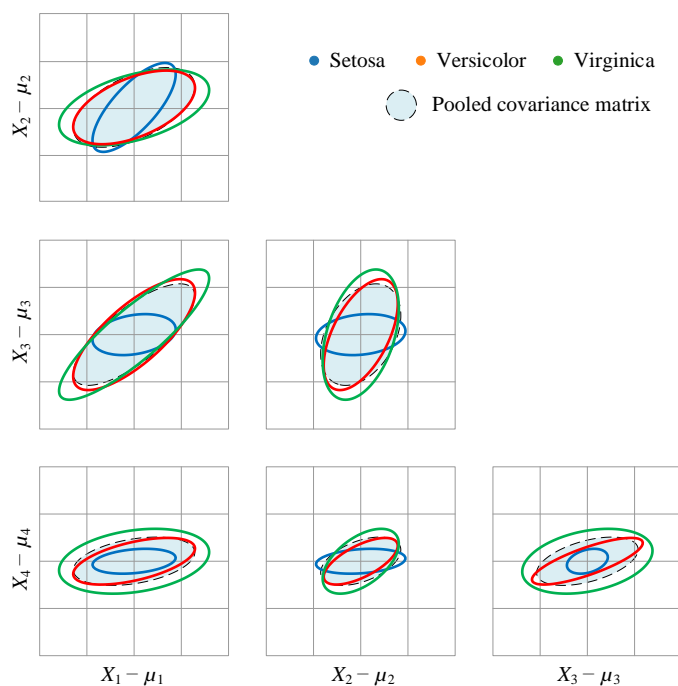 X₂ − μ₂
Setosa
Versicolor
Virginica
Pooled covariance matrix
X₃ − μ₃
X₄ − μ₄
X₁ − μ₁
X₂ − μ₂
X₃ − μ₃